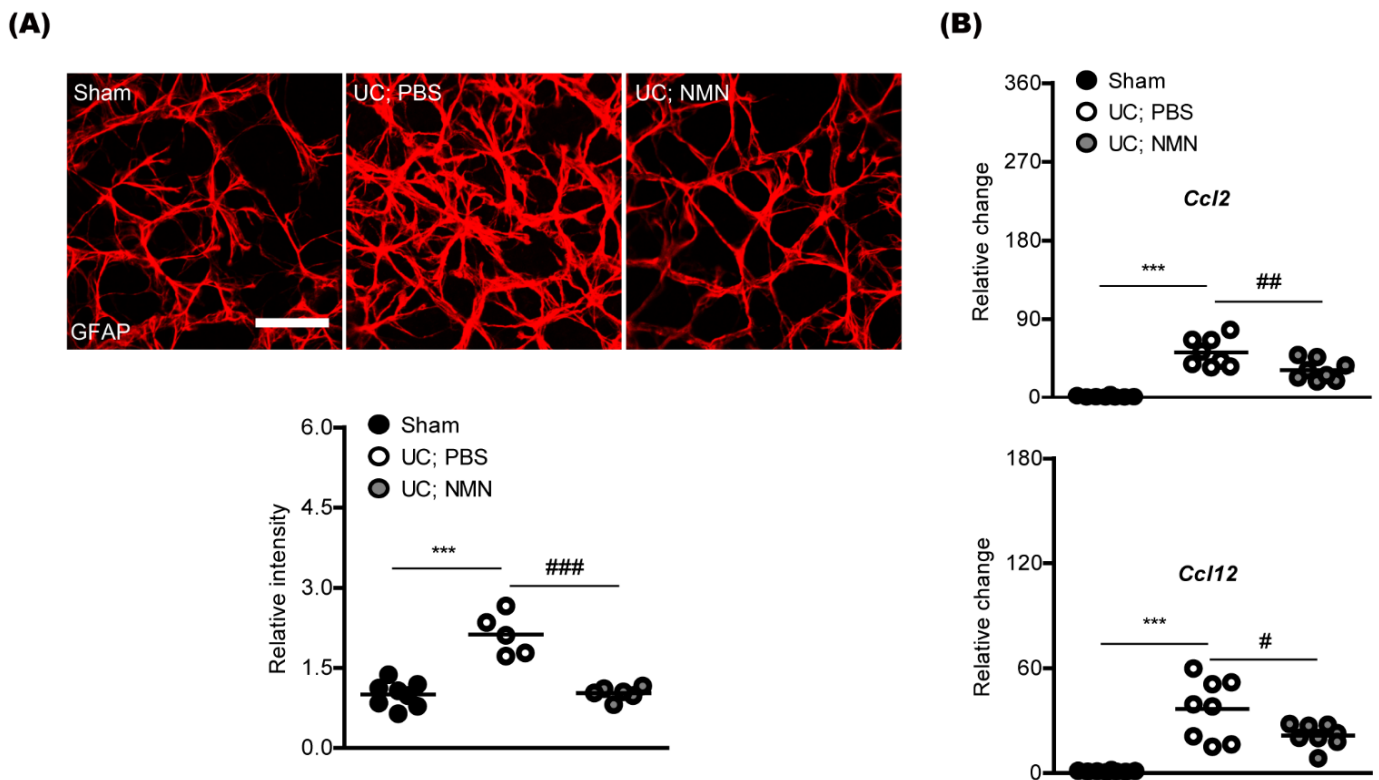 (A)
Sham
UC; PBS
UC; NMN
GFAP
6.0
4.5
3.0
1.5
0.0
Relative intensity
Sham
UC; PBS
UC; NMN
***
###
(B)
360
270
180
90
0
Relative change
Sham
UC; PBS
UC; NMN
Ccl2
***
##
180
120
60
0
Relative change
Ccl12
***
#